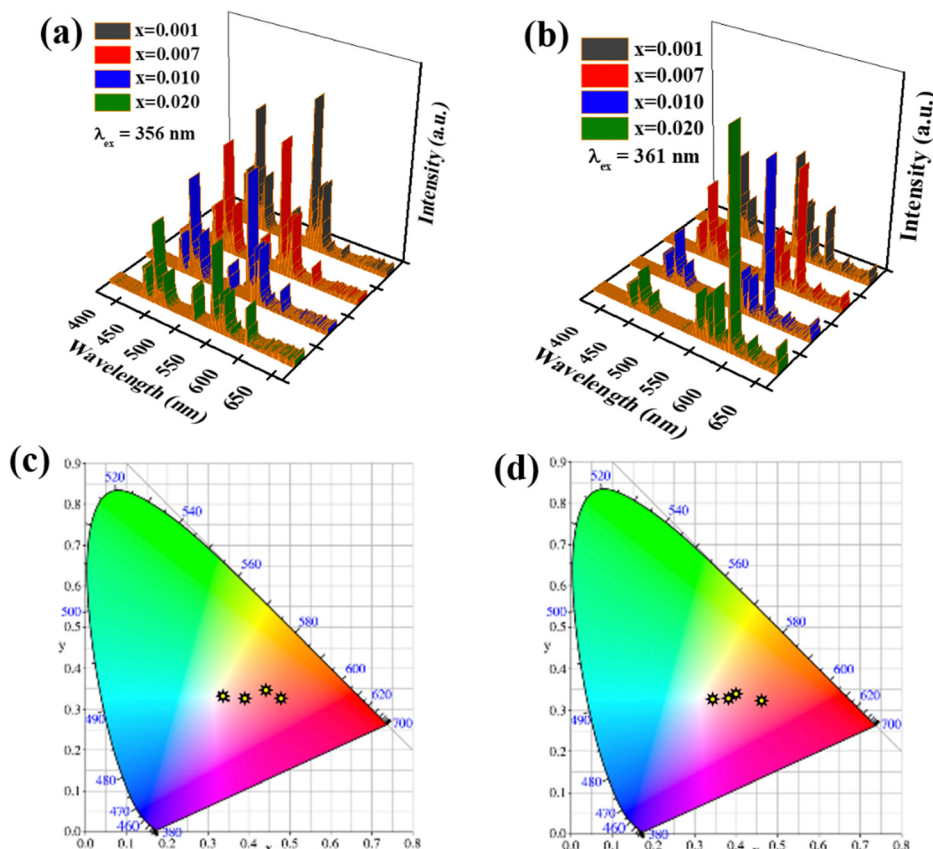 (a)
x=0.001
x=0.007
x=0.010
x=0.020
λex = 356 nm
Intensity (a.u.)
400
450
500
550
600
650
Wavelength (nm)
(b)
x=0.001
x=0.007
x=0.010
x=0.020
λex = 361 nm
Intensity (a.u.)
400
450
500
550
600
650
Wavelength (nm)
(c)
0.9
0.8
0.7
0.6
0.5
y
0.4
0.3
0.2
0.1
0.0
0.0 0.1 0.2 0.3 0.4 0.5 0.6 0.7 0.8
x
520
540
560
580
600
620
700
500
490
480
470
460
380
(d)
0.9
0.8
0.7
0.6
0.5
y
0.4
0.3
0.2
0.1
0.0
0.0 0.1 0.2 0.3 0.4 0.5 0.6 0.7 0.8
520
540
560
580
600
620
700
500
490
480
470
460
380